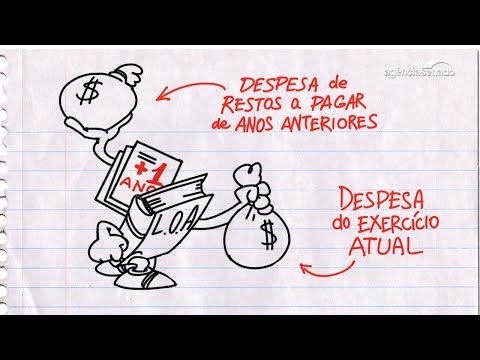 agênciasenado
$
DESPESA de
RESTOS a PAGAR
de ANOS ANTERIORES
+1
ANO
L.O.A
$
DESPESA
do EXERCÍCIO
ATUAL